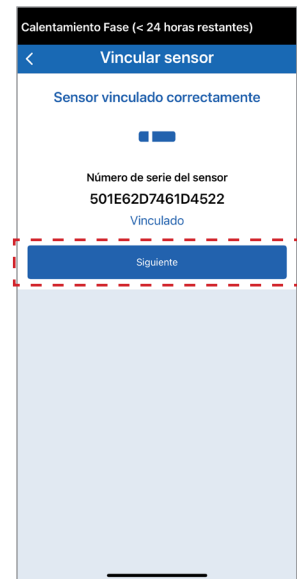 Calentamiento Fase (< 24 horas restantes)
Vincular sensor
Sensor vinculado correctamente
Número de serie del sensor
501E62D7461D4522
Vinculado
Siguiente